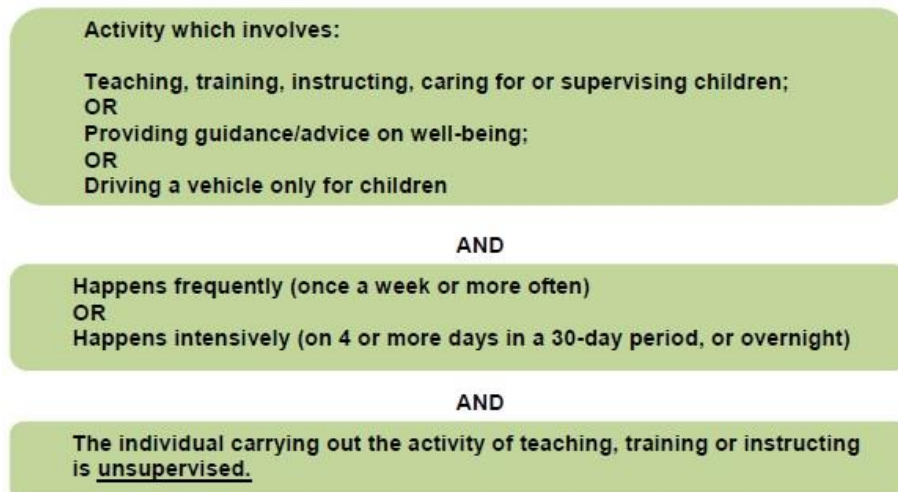 Activity which involves:
Teaching, training, instructing, caring for or supervising children;
OR
Providing guidance/advice on well-being;
OR
Driving a vehicle only for children
AND
Happens frequently (once a week or more often)
OR
Happens intensively (on 4 or more days in a 30-day period, or overnight)
AND
The individual carrying out the activity of teaching, training or instructing
is unsupervised.